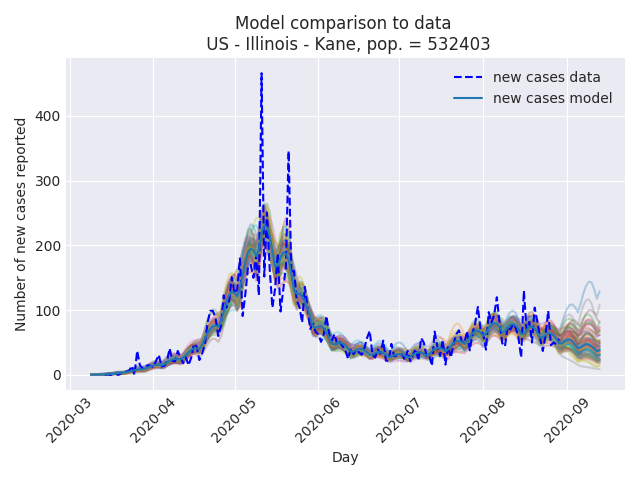 Model comparison to data
US - Illinois - Kane, pop. = 532403
new cases data
new cases model
Number of new cases reported
400
300
200
100
0
2020-03
2020-04
2020-05
2020-06
2020-07
2020-08
2020-09
Day